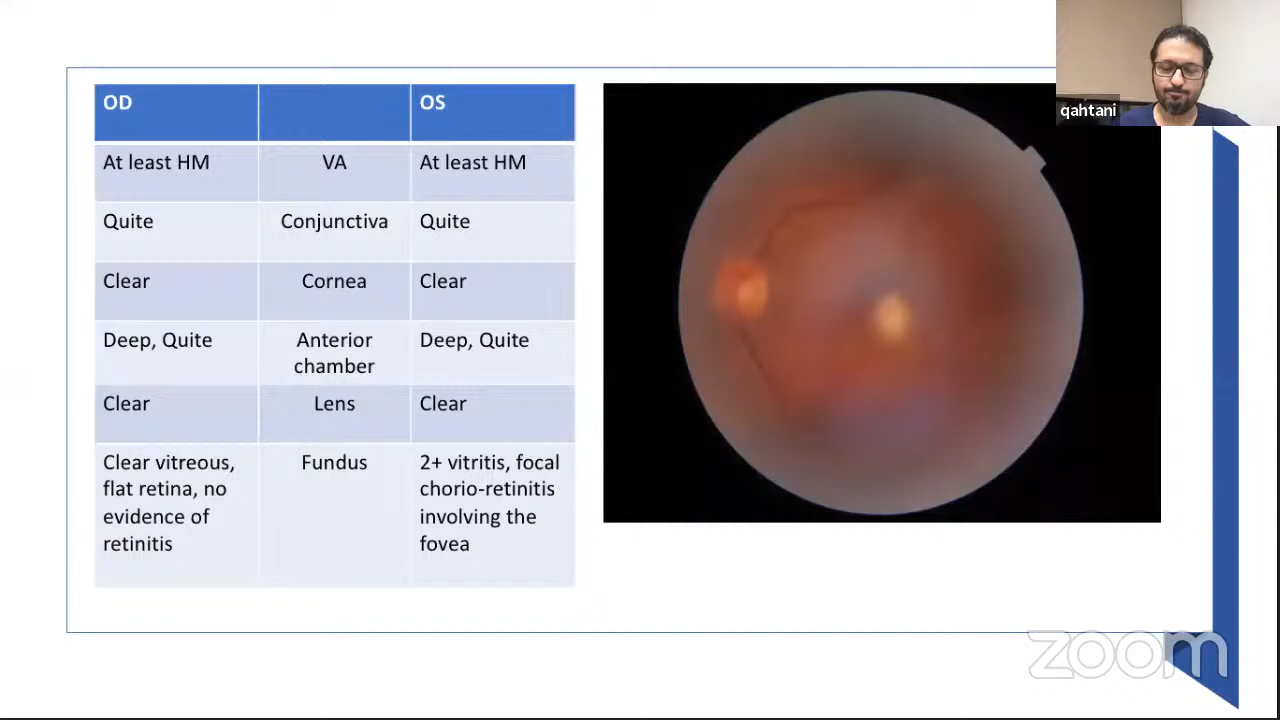 OD OS
At least HM VA At least HM
Quite Conjunctiva Quite
Clear Cornea Clear
Deep, Quite Anterior Deep, Quite
chamber
Clear Lens Clear
Clear vitreous, Fundus 2+ vitritis, focal
flat retina, no chorio-retinitis
evidence of involving the
retinitis fovea
qahtani
zoom